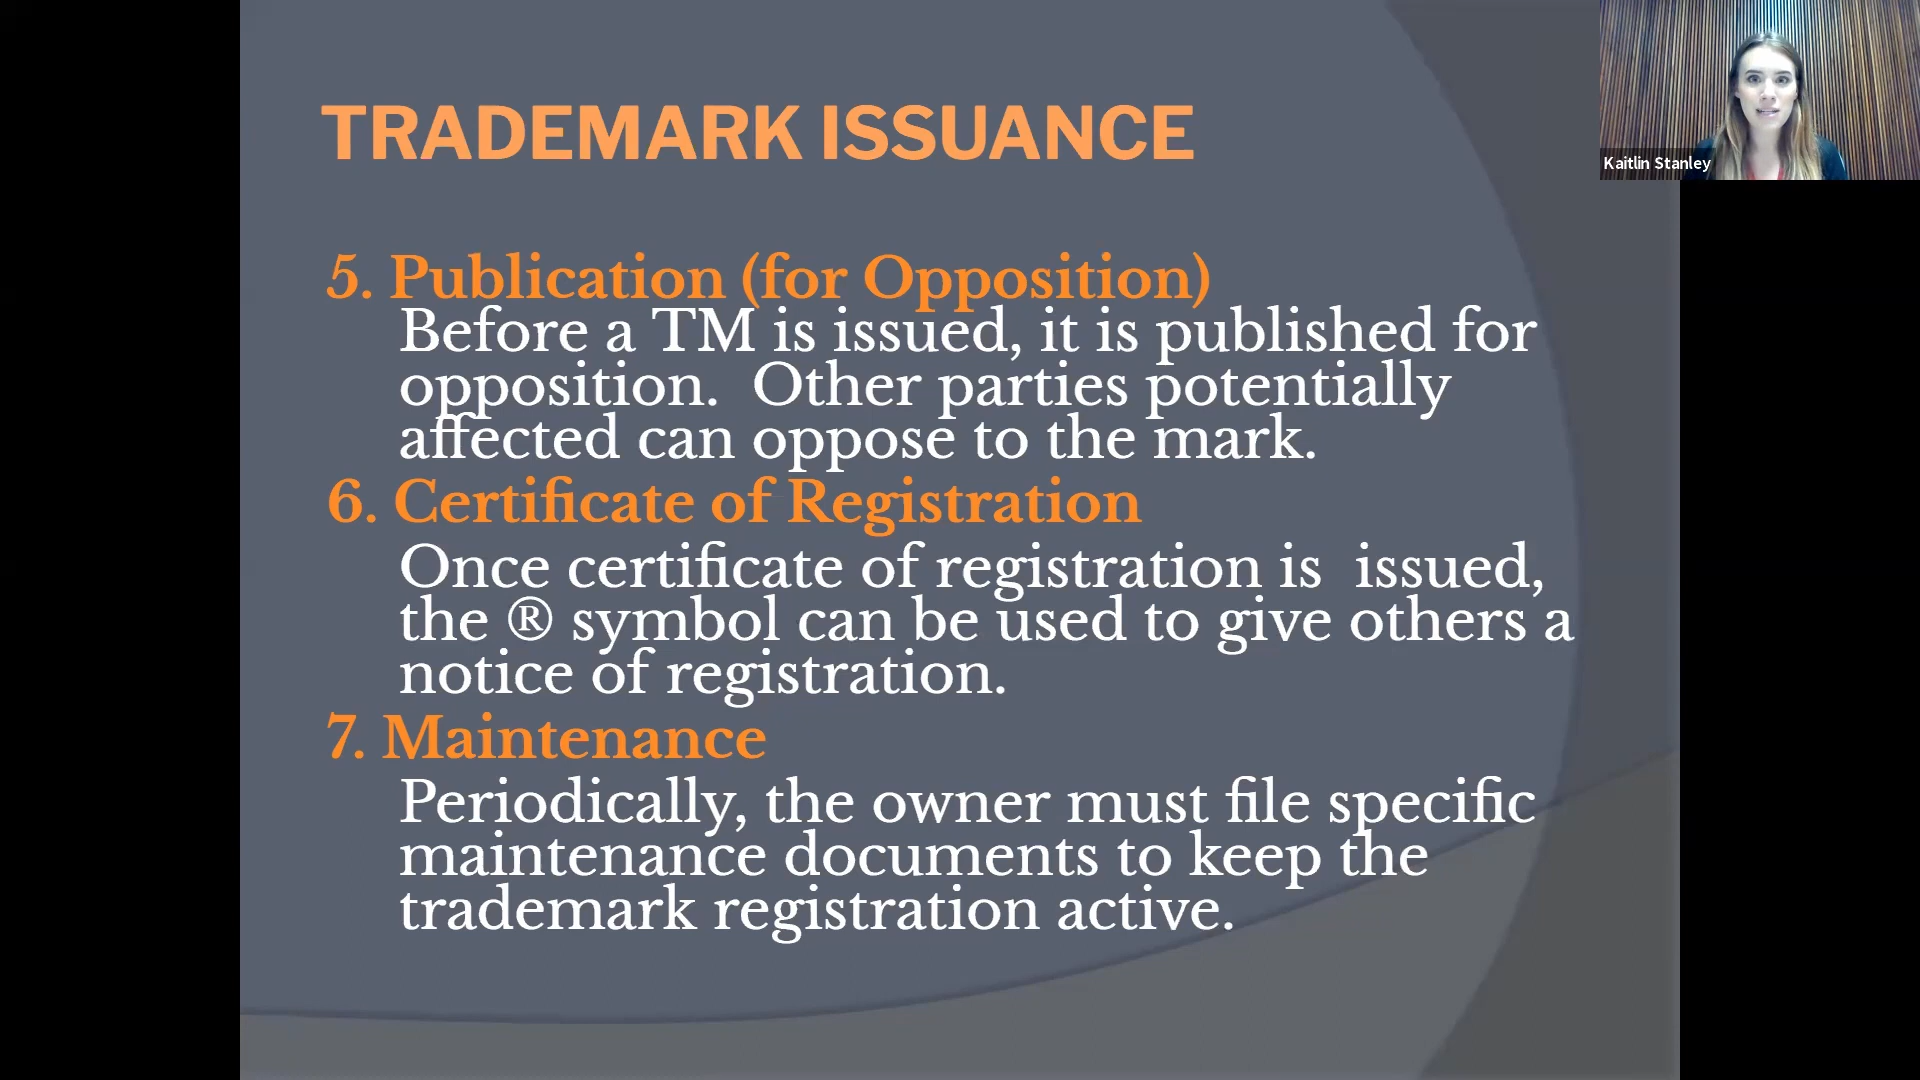 TRADEMARK ISSUANCE
Kaitlin Stanley
5. Publication (for Opposition)
Before a TM is issued, it is published for
opposition.  Other parties potentially
affected can oppose to the mark.
6. Certificate of Registration
Once certificate of registration is  issued,
the ® symbol can be used to give others a
notice of registration.
7. Maintenance
Periodically, the owner must file specific
maintenance documents to keep the
trademark registration active.